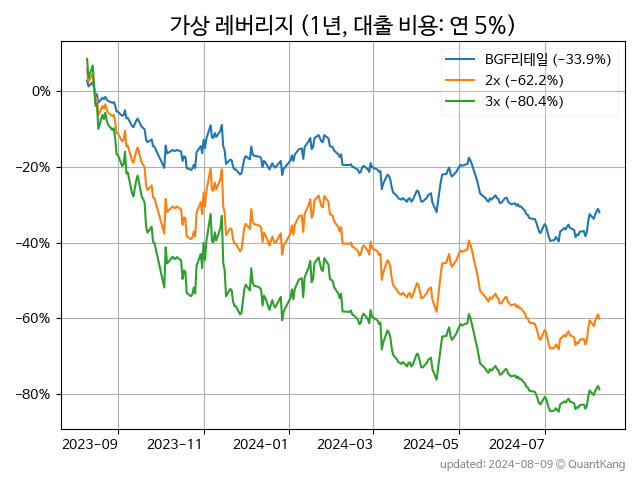 가상 레버리지 (1년, 대출 비용: 연 5%)
BGF리테일 (−33.9%)
2x (−62.2%)
3x (−80.4%)
0%
−20%
−40%
−60%
−80%
2023-09 2023-11 2024-01 2024-03 2024-05 2024-07
updated: 2024-08-09 © QuantKang